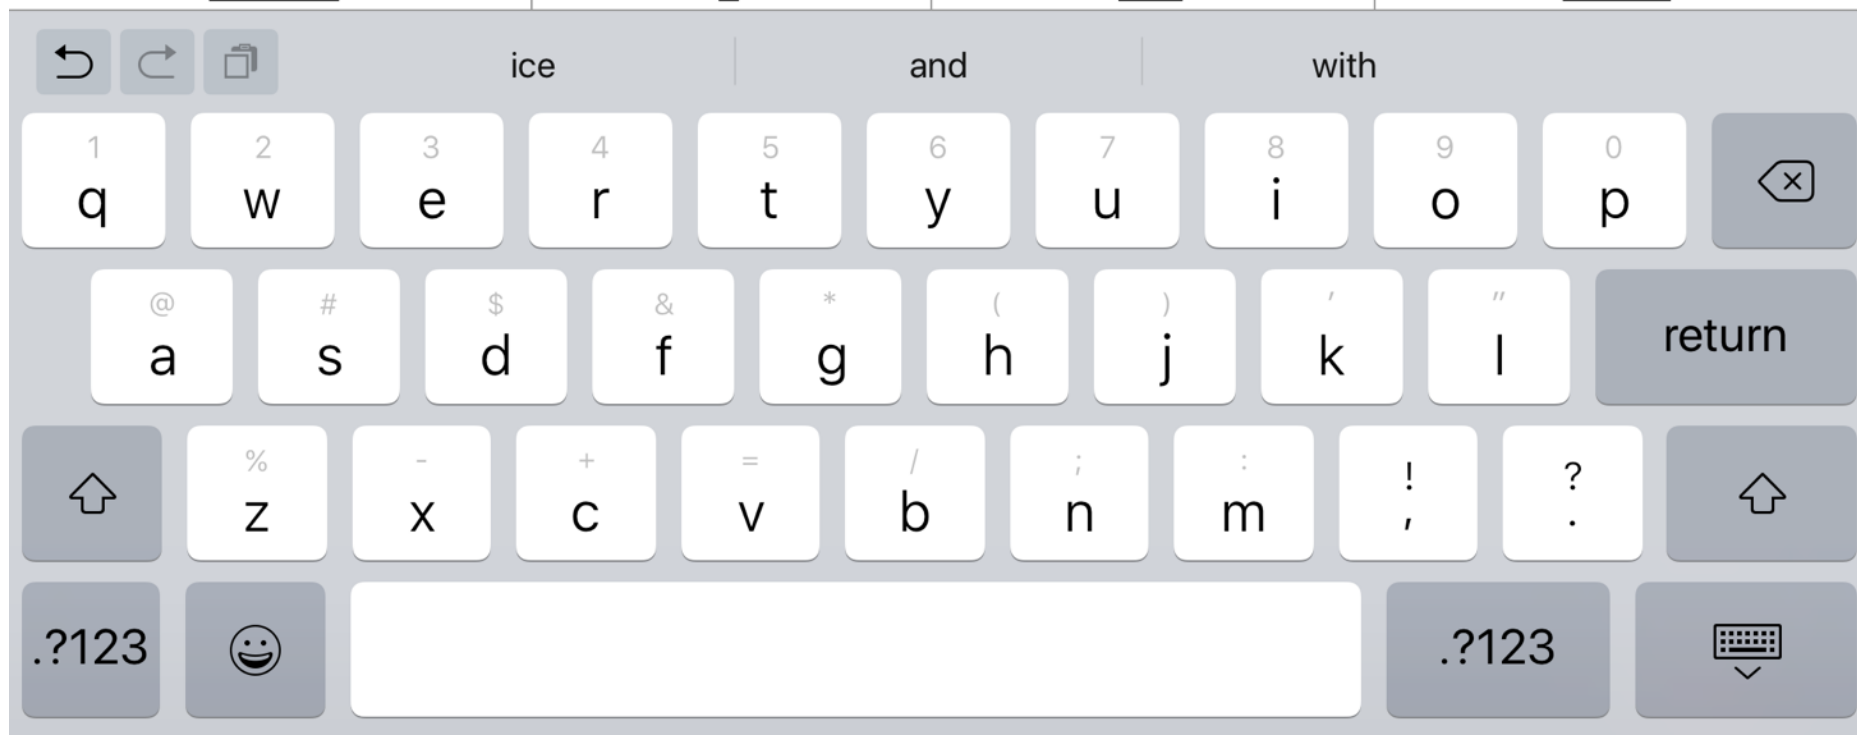 ice and with
1 2 3 4 5 6 7 8 9 0
q w e r t y u i o p
@ # $ & * ( ) ' "
a s d f g h j k l return
% - + = / ; : ! ?
z x c v b n m , .
.?123 .?123